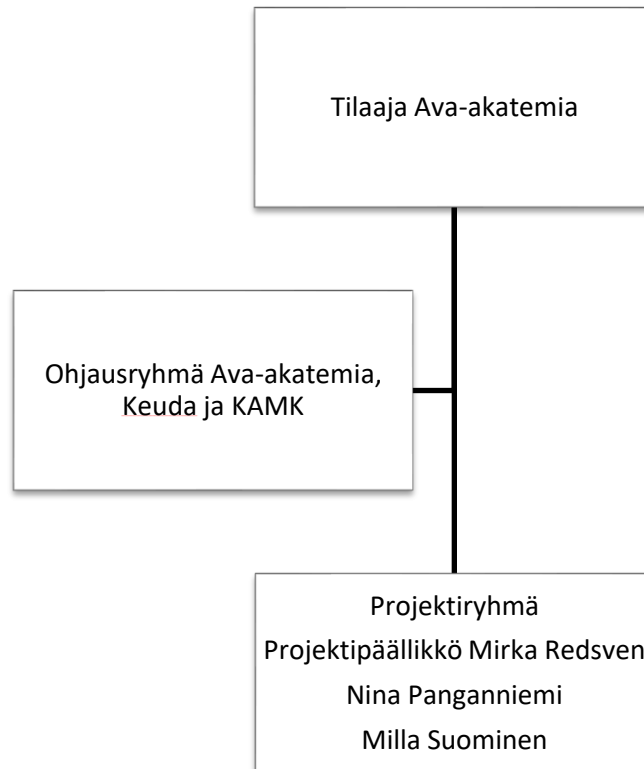 Tilaaja Ava-akatemia
Ohjausryhmä Ava-akatemia,
Keuda ja KAMK
Projektiryhmä
Projektipäällikkö Mirka Redsven
Nina Panganniemi
Milla Suominen